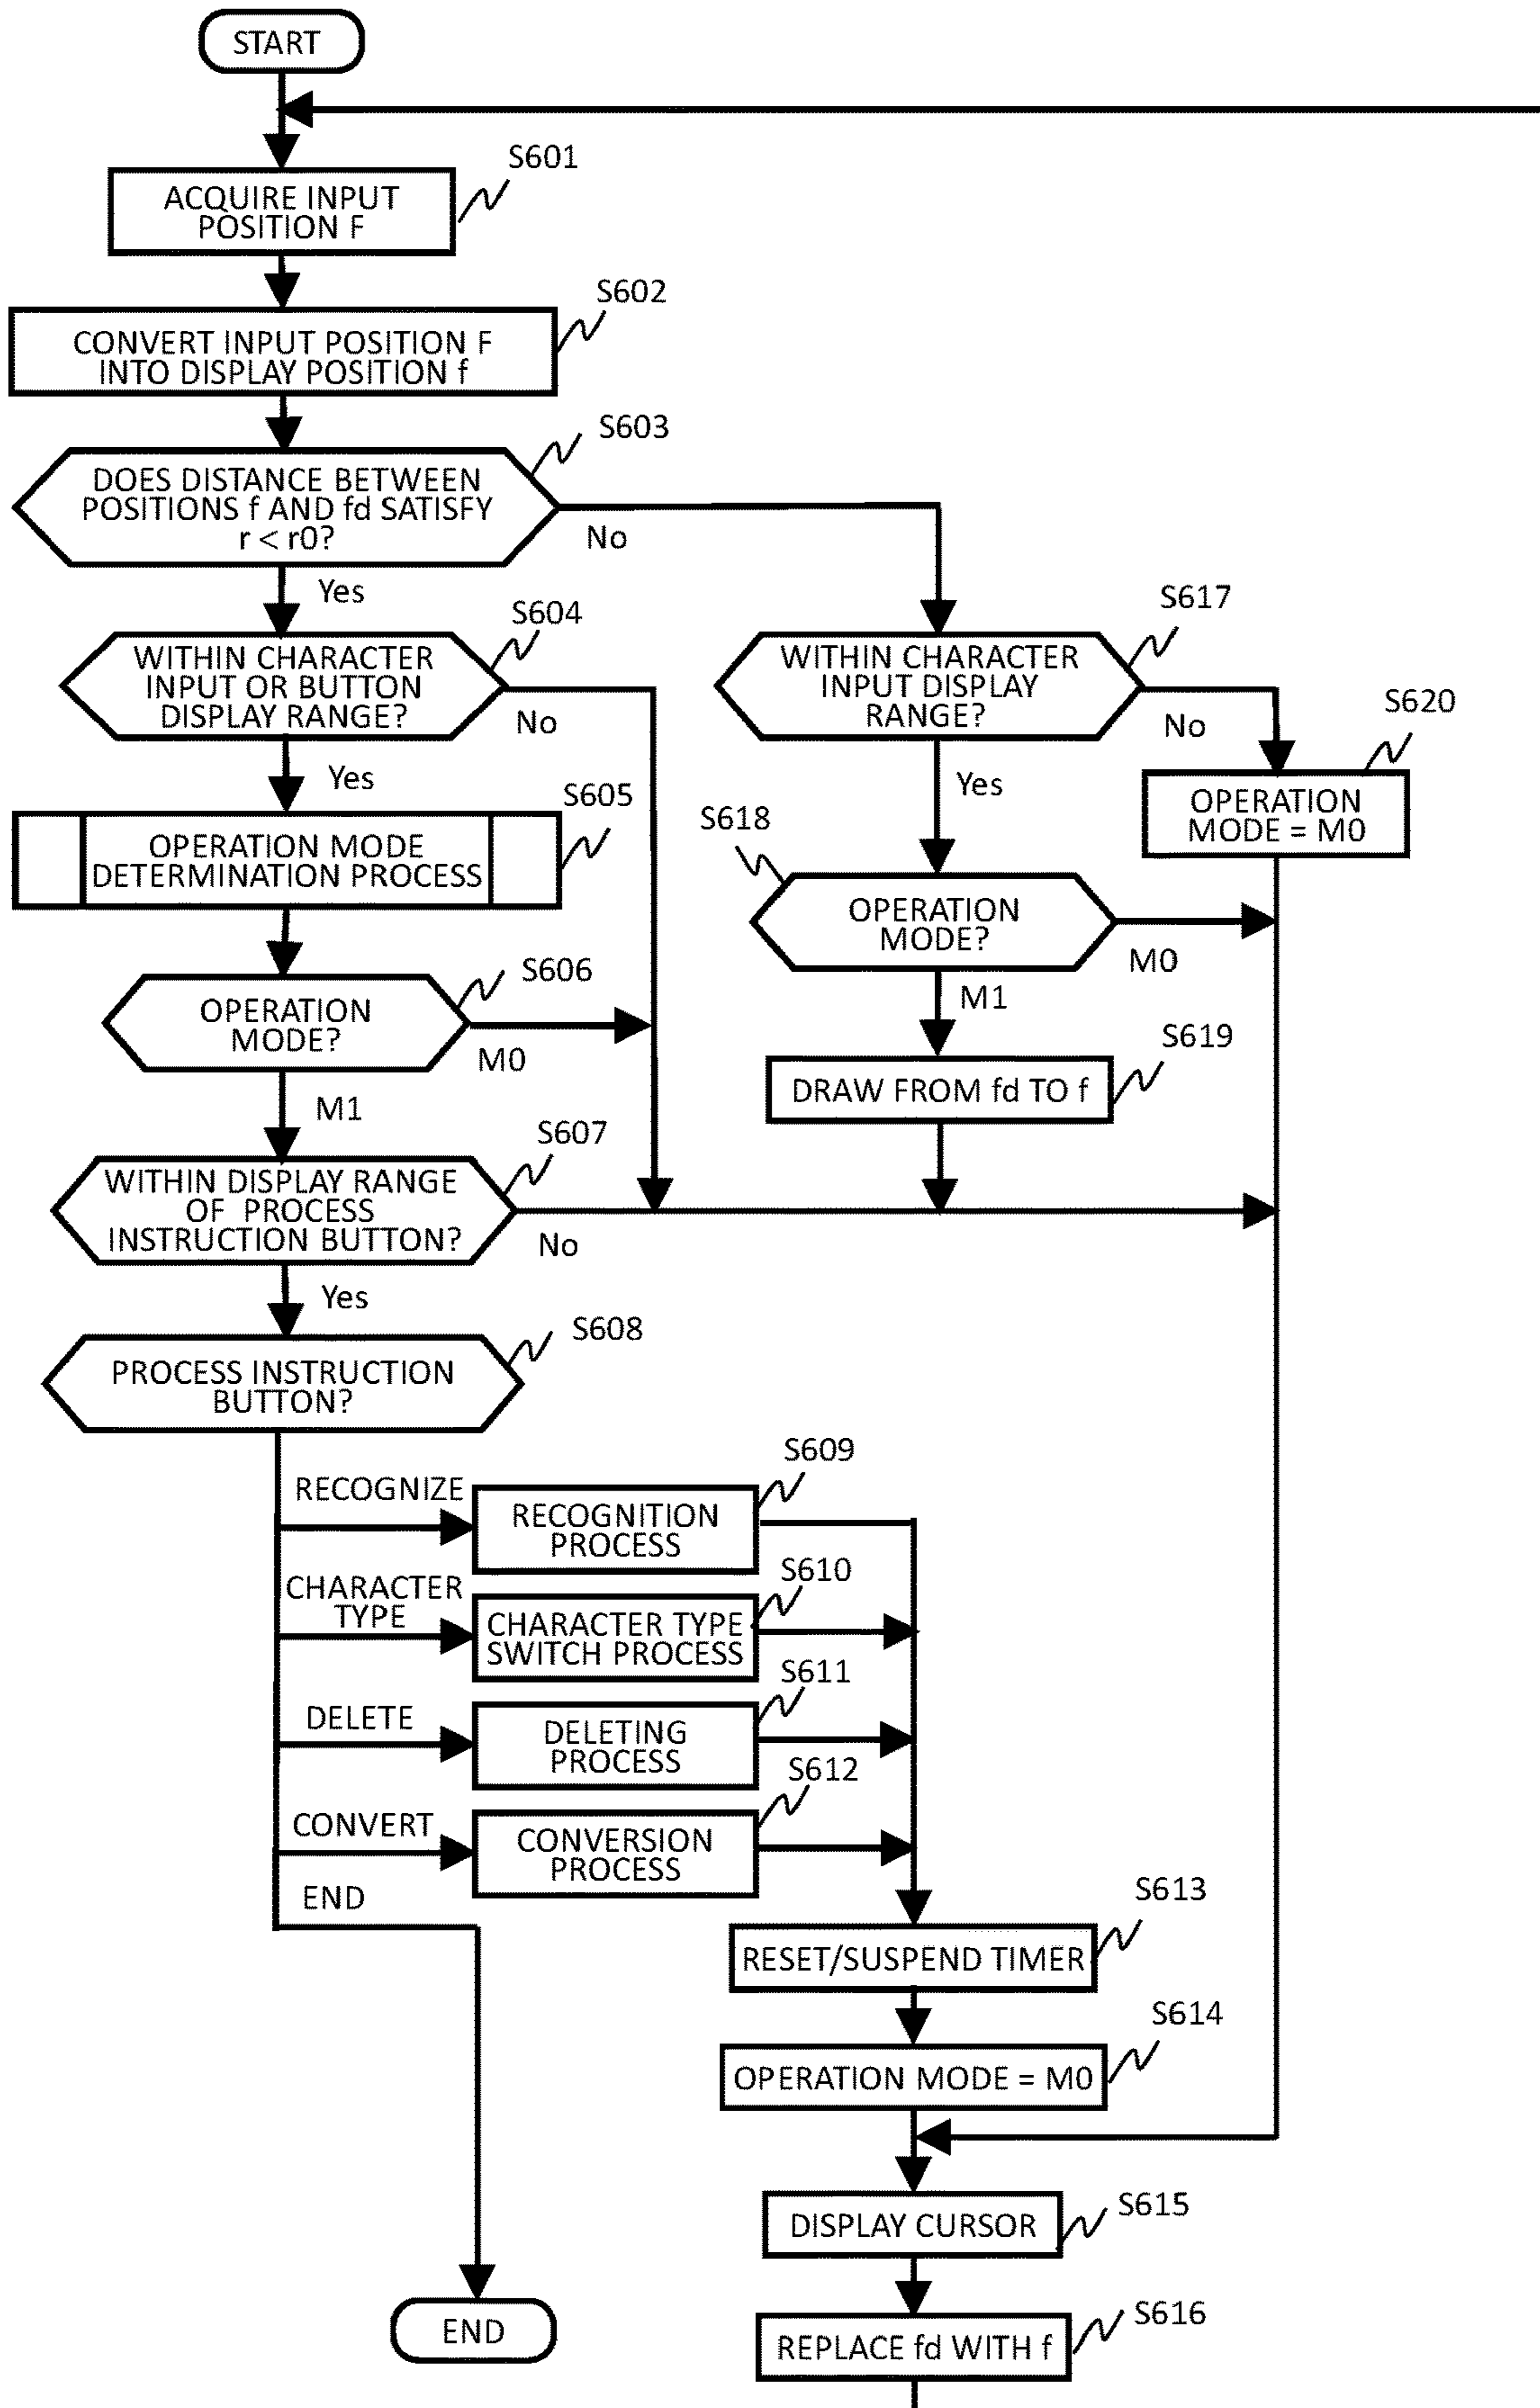 START
S601
ACQUIRE INPUT
POSITION F
S602
CONVERT INPUT POSITION F
INTO DISPLAY POSITION f
S603
DOES DISTANCE BETWEEN
POSITIONS f AND fd SATISFY
r < r0?
No
Yes
S604
WITHIN CHARACTER
INPUT OR BUTTON
DISPLAY RANGE?
No
Yes
S617
WITHIN CHARACTER
INPUT DISPLAY
RANGE?
No
Yes
S620
OPERATION
MODE = M0
S605
OPERATION MODE
DETERMINATION PROCESS
S618
OPERATION
MODE?
M0
M1
S606
OPERATION
MODE?
M0
M1
S619
DRAW FROM fd TO f
S607
WITHIN DISPLAY RANGE
OF PROCESS
INSTRUCTION BUTTON?
No
Yes
S608
PROCESS INSTRUCTION
BUTTON?
RECOGNIZE
S609
RECOGNITION
PROCESS
CHARACTER
TYPE
S610
CHARACTER TYPE
SWITCH PROCESS
DELETE
S611
DELETING
PROCESS
CONVERT
S612
CONVERSION
PROCESS
END
S613
RESET/SUSPEND TIMER
S614
OPERATION MODE = M0
S615
DISPLAY CURSOR
S616
REPLACE fd WITH f
END